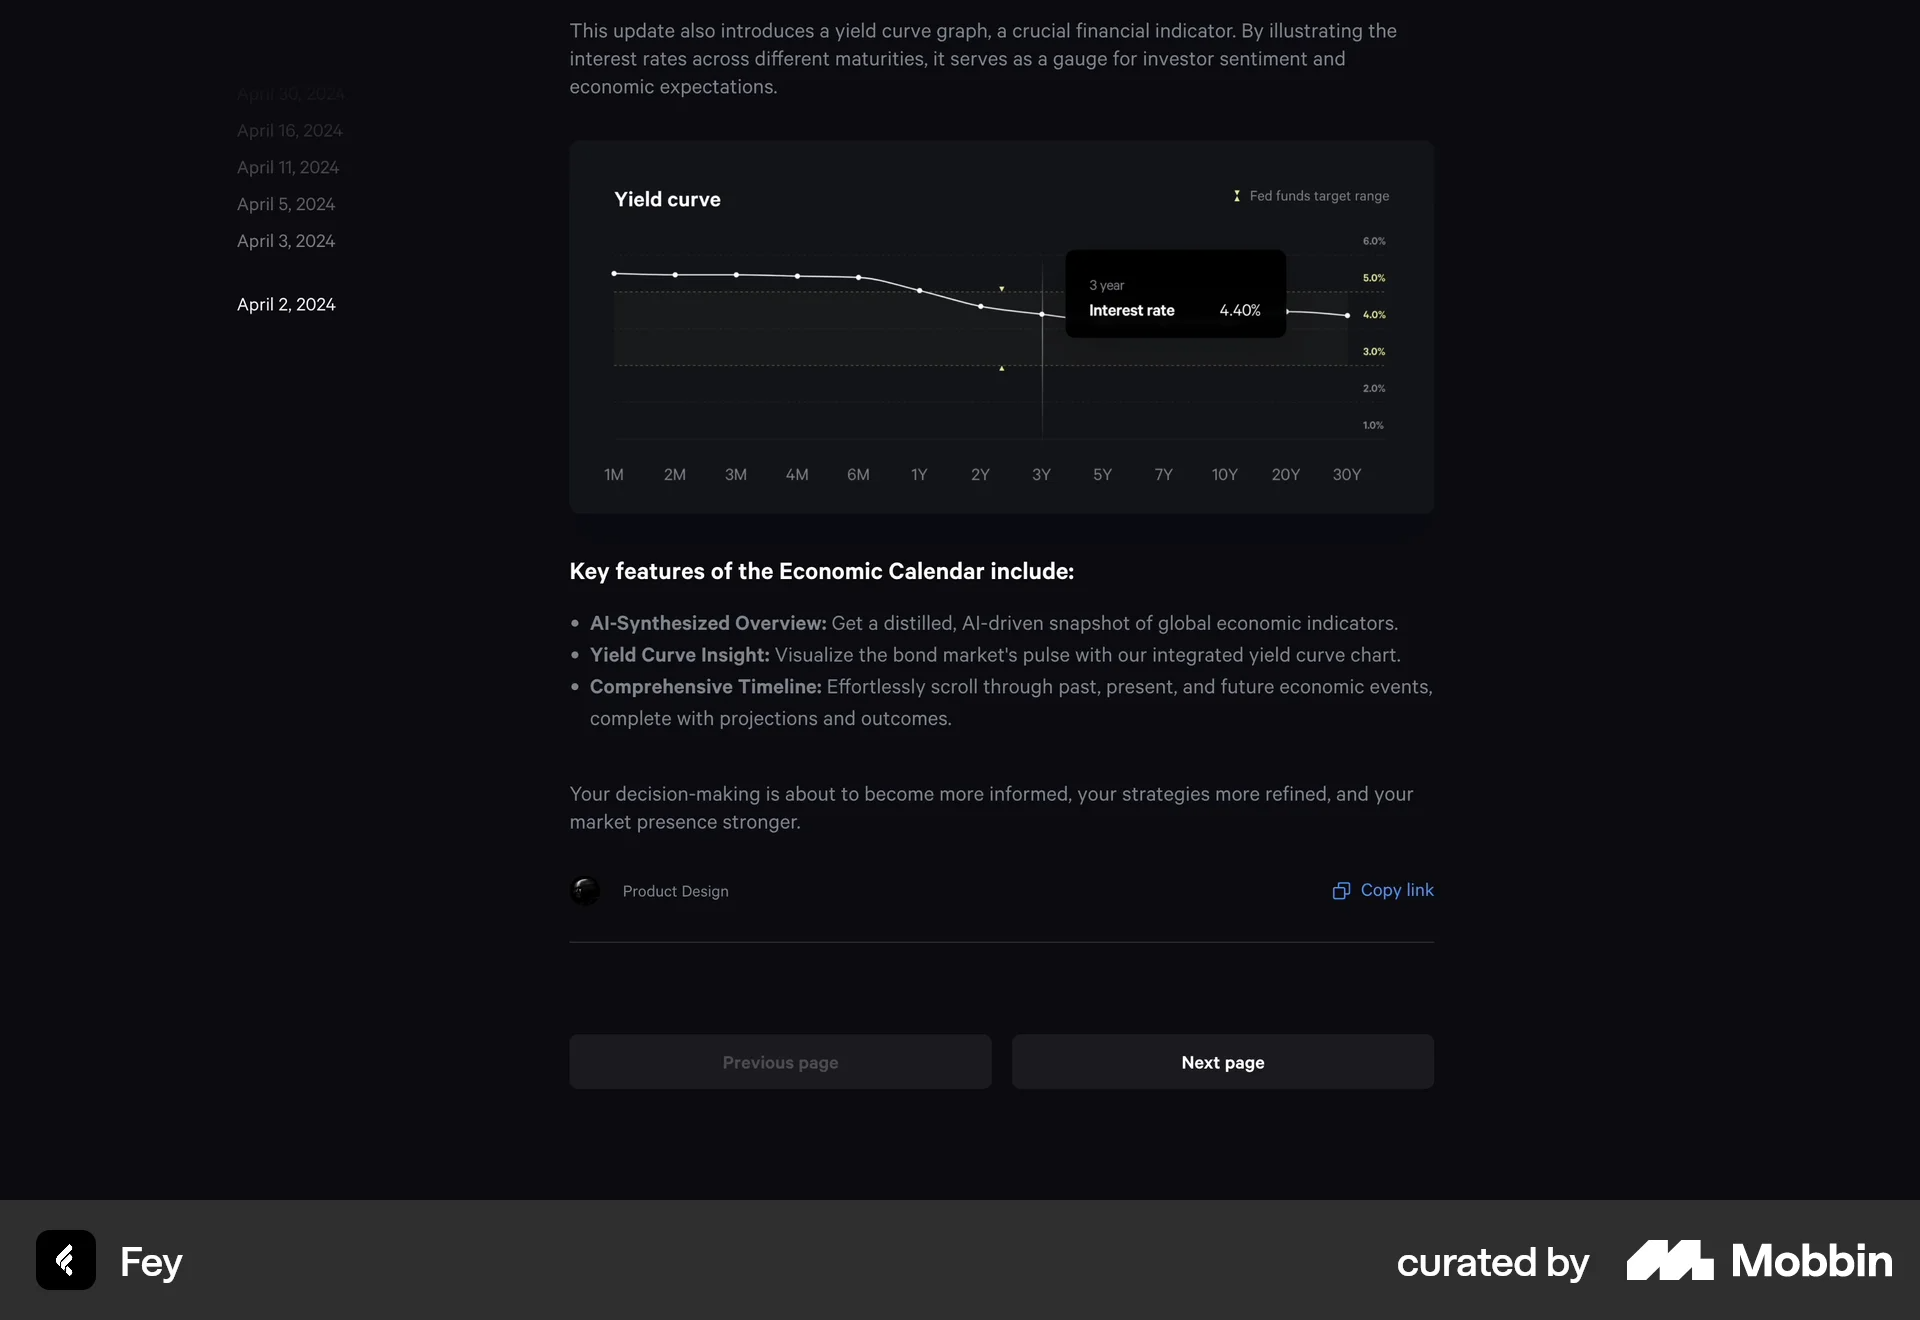 This update also introduces a yield curve graph, a crucial financial indicator. By illustrating the
interest rates across different maturities, it serves as a gauge for investor sentiment and
economic expectations.
April 30, 2024
April 16, 2024
April 11, 2024
April 5, 2024
April 3, 2024
April 2, 2024
Yield curve
Fed funds target range
6.0%
5.0%
4.0%
3.0%
2.0%
1.0%
3 year
Interest rate 4.40%
1M 2M 3M 4M 6M 1Y 2Y 3Y 5Y 7Y 10Y 20Y 30Y
Key features of the Economic Calendar include:
• AI-Synthesized Overview: Get a distilled, AI-driven snapshot of global economic indicators.
• Yield Curve Insight: Visualize the bond market's pulse with our integrated yield curve chart.
• Comprehensive Timeline: Effortlessly scroll through past, present, and future economic events,
complete with projections and outcomes.
Your decision-making is about to become more informed, your strategies more refined, and your
market presence stronger.
Product Design
Copy link
Previous page
Next page
Fey
curated by Mobbin